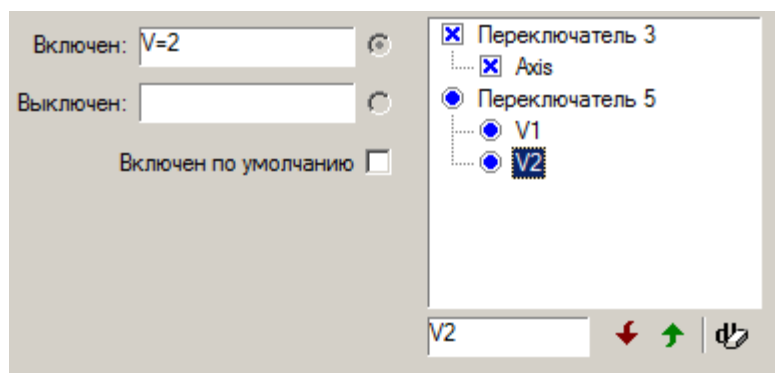 Включен: V=2
Выключен:
Включен по умолчанию
Переключатель 3
Axis
Переключатель 5
V1
V2
V2